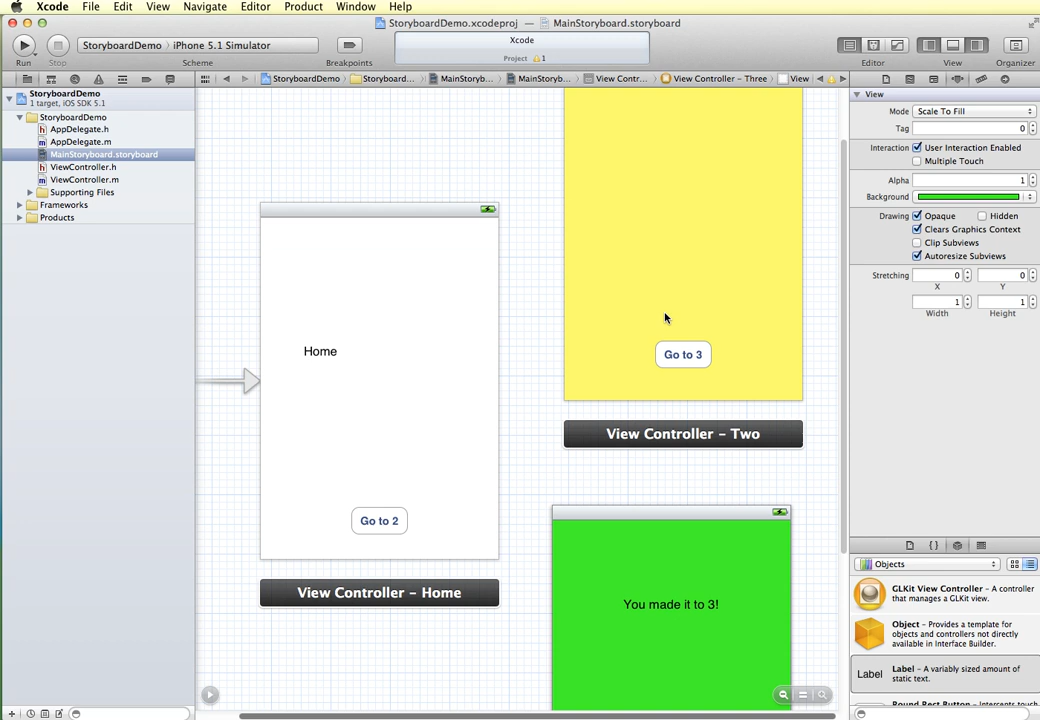 Xcode File Edit View Navigate Editor Product Window Help
StoryboardDemo.xcodeproj — MainStoryboard.storyboard
StoryboardDemo › iPhone 5.1 Simulator
Xcode
Project 1
Run Stop Scheme Breakpoints Editor View Organizer
StoryboardDemo Storyboard... MainStoryb... MainStoryb... View Contr... View Controller – Three View
StoryboardDemo
1 target, iOS SDK 5.1
StoryboardDemo
AppDelegate.h
AppDelegate.m
MainStoryboard.storyboard
ViewController.h
ViewController.m
Supporting Files
Frameworks
Products
Home
Go to 2
View Controller – Home
Go to 3
View Controller – Two
You made it to 3!
View
Mode Scale To Fill
Tag 0
Interaction User Interaction Enabled
Multiple Touch
Alpha 1
Background
Drawing Opaque Hidden
Clears Graphics Context
Clip Subviews
Autoresize Subviews
Stretching 0 0
X Y
1 1
Width Height
Objects
GLKit View Controller – A controller
that manages a GLKit view.
Object – Provides a template for
objects and controllers not directly
available in Interface Builder.
Label
Label – A variably sized amount of
static text.
Round Rect Button – Intercepts touch